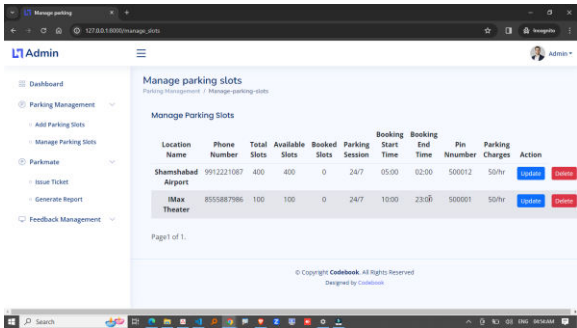 Manage parking
127.0.0.1:8000/manage_slots
Incognito
Admin
Admin
Dashboard
Parking Management
Add Parking Slots
Manage Parking Slots
Parkmate
Issue Ticket
Generate Report
Feedback Management
Manage parking slots
Parking Management / Manage-parking-slots
Manage Parking Slots
Location Name Phone Number Total Slots Available Slots Booked Slots Parking Session Booking Start Time Booking End Time Pin Nnumber Parking Charges Action
Shamshabad Airport 9912221087 400 400 0 24/7 05:00 02:00 500012 50/hr Update Delete
IMax Theater 8555887986 100 100 0 24/7 10:00 23:00 500001 50/hr Update Delete
Page1 of 1.
© Copyright Codebook. All Rights Reserved
Designed by Codebook
Search
ENG